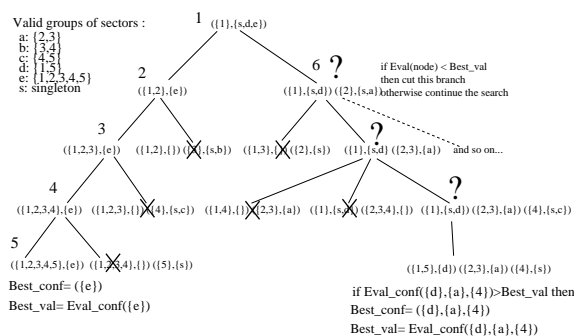 Valid groups of sectors :
a: {2,3}
b: {3,4}
c: {4,5}
d: {1,5}
e: {1,2,3,4,5}
s: singleton
1
({1},{s,d,e})
2
({1,2},{e})
6
?
({1},{s,d}) ({2},{s,a})
if Eval(node) < Best_val
then cut this branch
otherwise continue the search
3
({1,2,3},{e})
({1,2},{}) ({3},{s,b})
({1,3},{}) ({2},{s})
?
({1},{s,d}) ({2,3},{a})
and so on...
4
({1,2,3,4},{e})
({1,2,3},{}) ({4},{s,c})
({1,4},{}) ({2,3},{a})
({1},{s,d}) ({2,3,4},{})
?
({1},{s,d}) ({2,3},{a}) ({4},{s,c})
5
({1,2,3,4,5},{e})
({1,2,3,4},{}) ({5},{s})
({1,5},{d}) ({2,3},{a}) ({4},{s})
Best_conf= ({e})
Best_val= Eval_conf({e})
if Eval_conf({d},{a},{4})>Best_val then
Best_conf= ({d},{a},{4})
Best_val= Eval_conf({d},{a},{4})